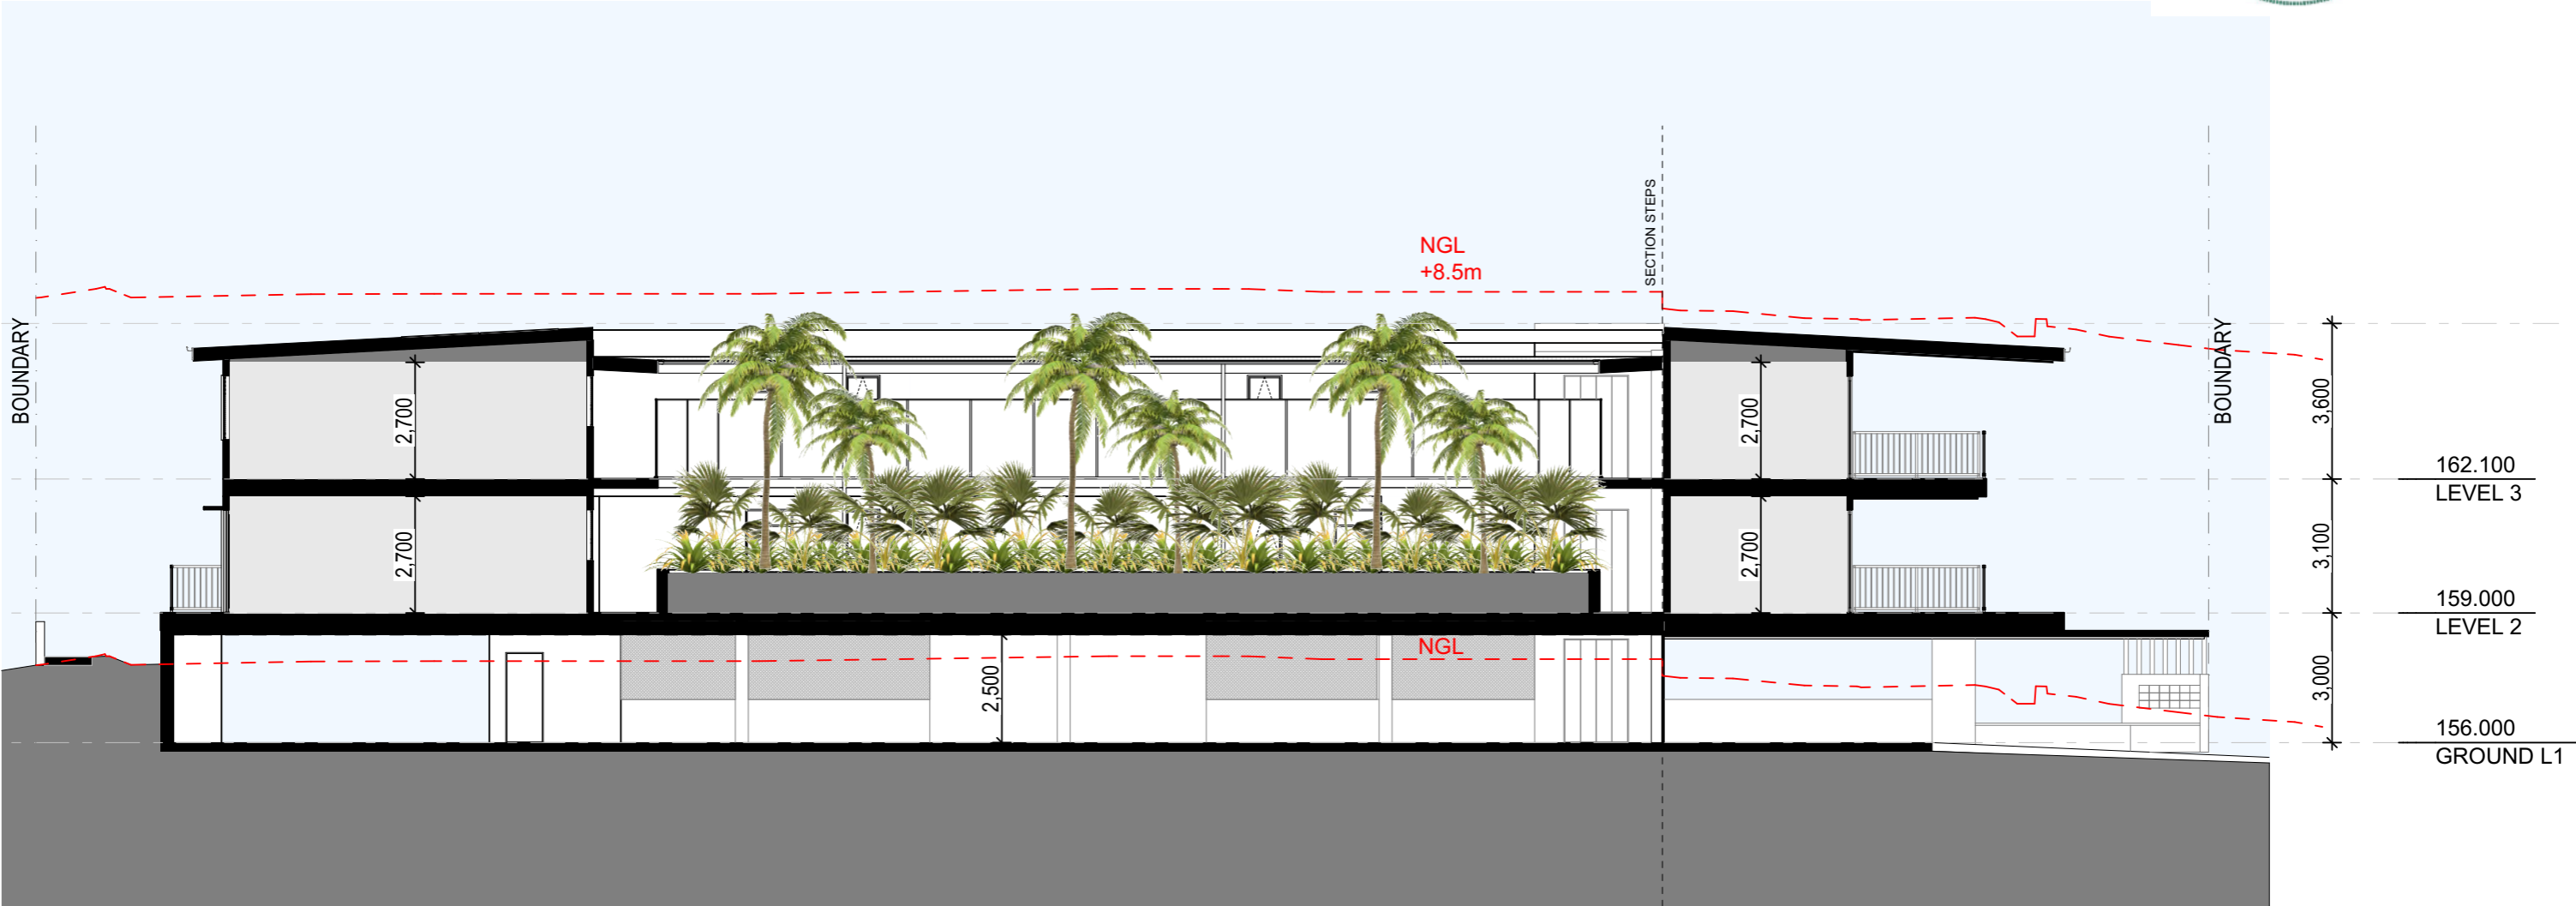 SECTION STEPS
NGL
+8.5m
BOUNDARY
BOUNDARY
2,700
2,700
3,600
162.100
LEVEL 3
2,700
2,700
3,100
159.000
LEVEL 2
NGL
2,500
3,000
156.000
GROUND L1